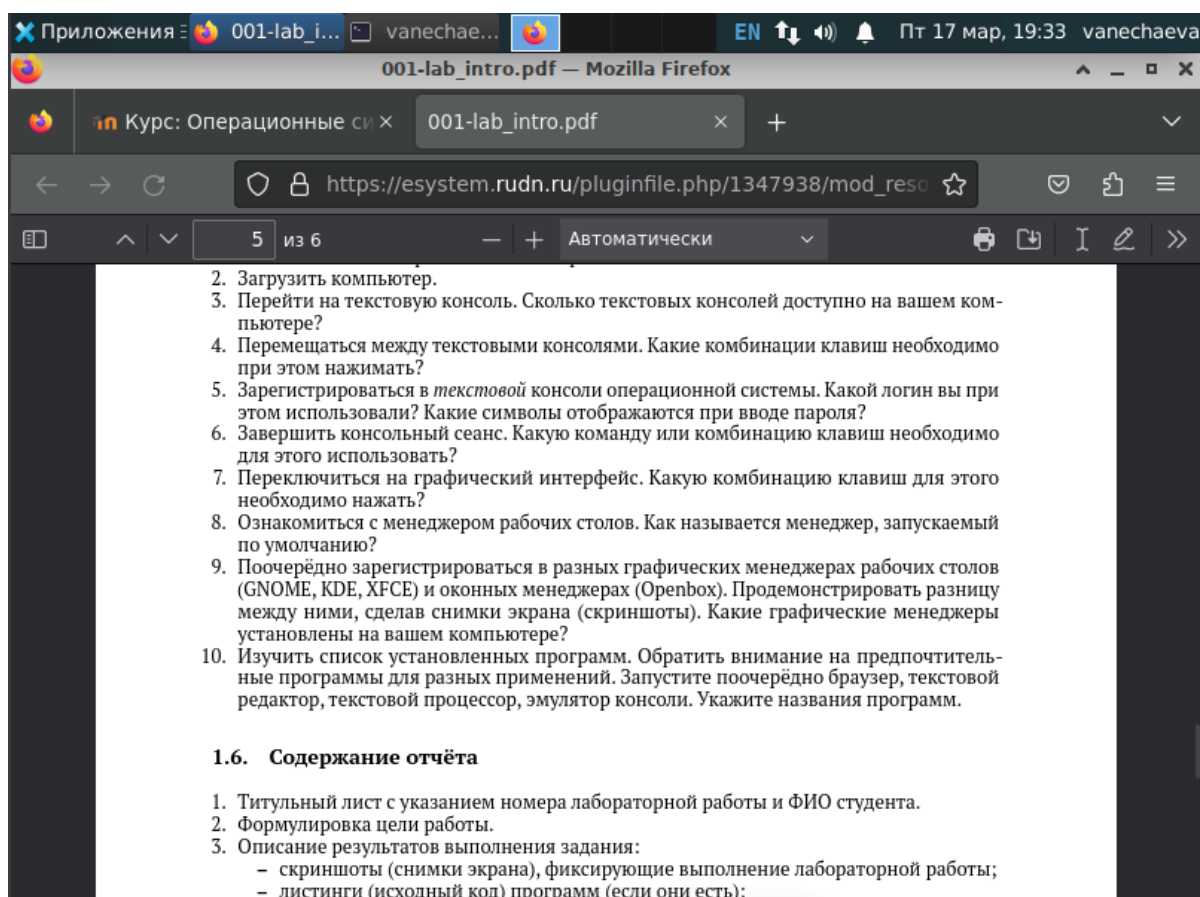 Приложения 001-lab_i... vanechae... EN Пт 17 мар, 19:33 vanechaeva
001-lab_intro.pdf — Mozilla Firefox
Курс: Операционные си 001-lab_intro.pdf
https://esystem.rudn.ru/pluginfile.php/1347938/mod_reso
5 из 6 Автоматически
2. Загрузить компьютер.
3. Перейти на текстовую консоль. Сколько текстовых консолей доступно на вашем ком-
пьютере?
4. Перемещаться между текстовыми консолями. Какие комбинации клавиш необходимо
при этом нажимать?
5. Зарегистрироваться в текстовой консоли операционной системы. Какой логин вы при
этом использовали? Какие символы отображаются при вводе пароля?
6. Завершить консольный сеанс. Какую команду или комбинацию клавиш необходимо
для этого использовать?
7. Переключиться на графический интерфейс. Какую комбинацию клавиш для этого
необходимо нажать?
8. Ознакомиться с менеджером рабочих столов. Как называется менеджер, запускаемый
по умолчанию?
9. Поочерёдно зарегистрироваться в разных графических менеджерах рабочих столов
(GNOME, KDE, XFCE) и оконных менеджерах (Openbox). Продемонстрировать разницу
между ними, сделав снимки экрана (скриншоты). Какие графические менеджеры
установлены на вашем компьютере?
10. Изучить список установленных программ. Обратить внимание на предпочтитель-
ные программы для разных применений. Запустите поочерёдно браузер, текстовой
редактор, текстовой процессор, эмулятор консоли. Укажите названия программ.
1.6. Содержание отчёта
1. Титульный лист с указанием номера лабораторной работы и ФИО студента.
2. Формулировка цели работы.
3. Описание результатов выполнения задания:
– скриншоты (снимки экрана), фиксирующие выполнение лабораторной работы;
– листинги (исходный код) программ (если они есть);